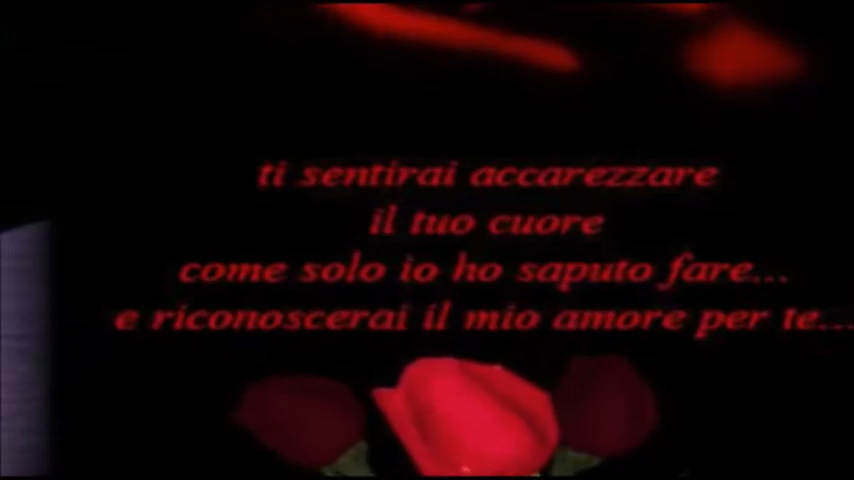 ti sentirai accarezzare
il tuo cuore
come solo io ho saputo fare...
e riconoscerai il mio amore per te...